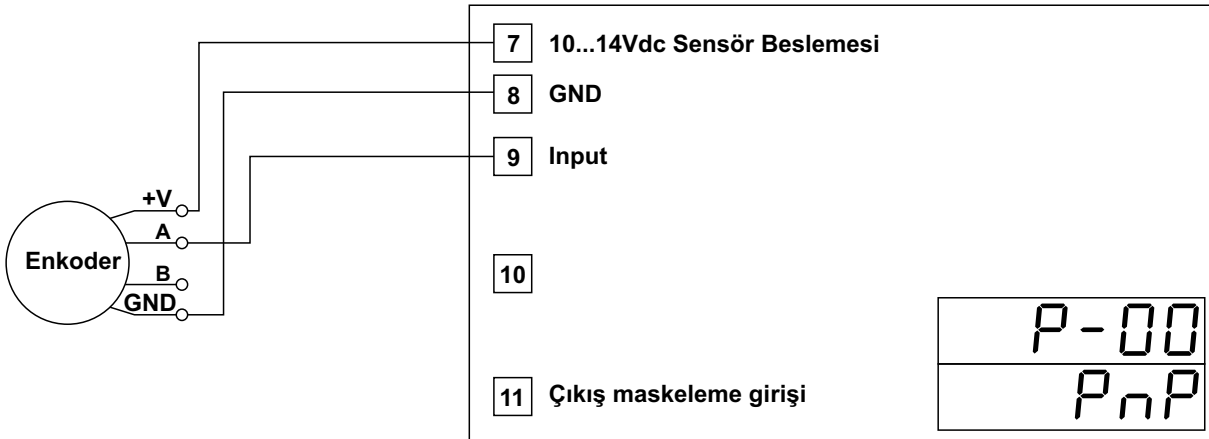 7 10...14Vdc Sensör Beslemesi
8 GND
9 Input
+V
A
Enkoder
B
GND
10
P-00
PnP
11 Çıkış maskeleme girişi